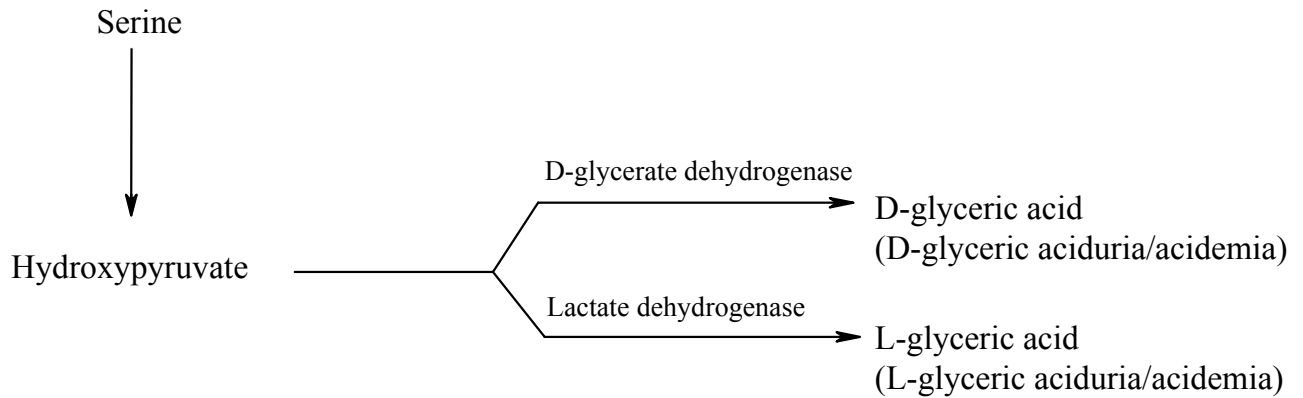 Serine
D-glycerate dehydrogenase
D-glyceric acid
(D-glyceric aciduria/acidemia)
Hydroxypyruvate
Lactate dehydrogenase
L-glyceric acid
(L-glyceric aciduria/acidemia)